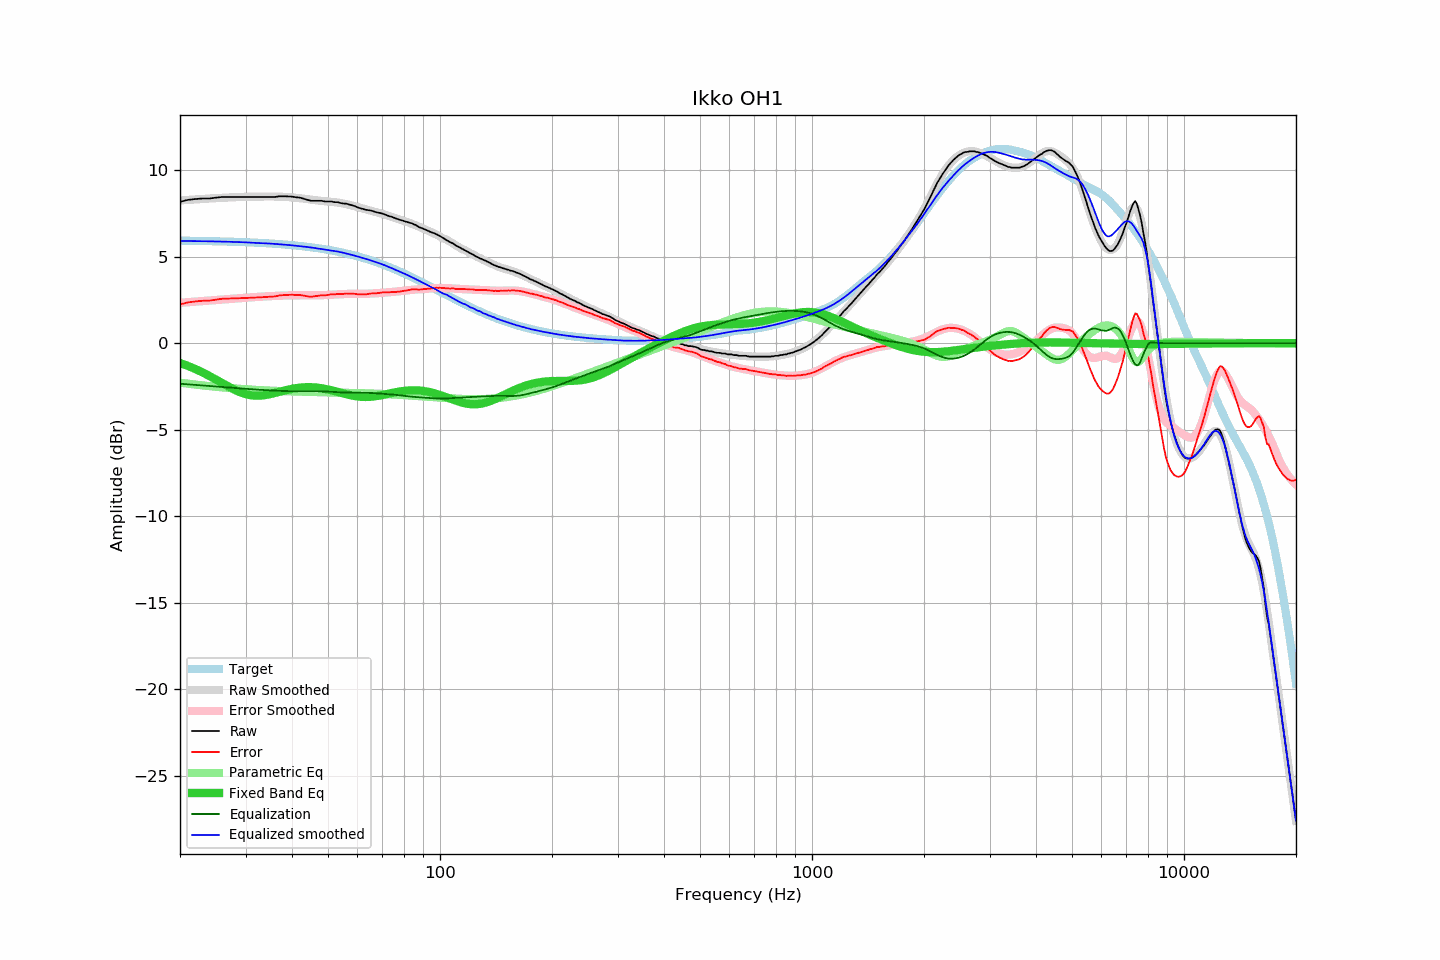 Ikko OH1
10
5
0
−5
−10
−15
−20
−25
Amplitude (dBr)
Target
Raw Smoothed
Error Smoothed
Raw
Error
Parametric Eq
Fixed Band Eq
Equalization
Equalized smoothed
100
1000
10000
Frequency (Hz)